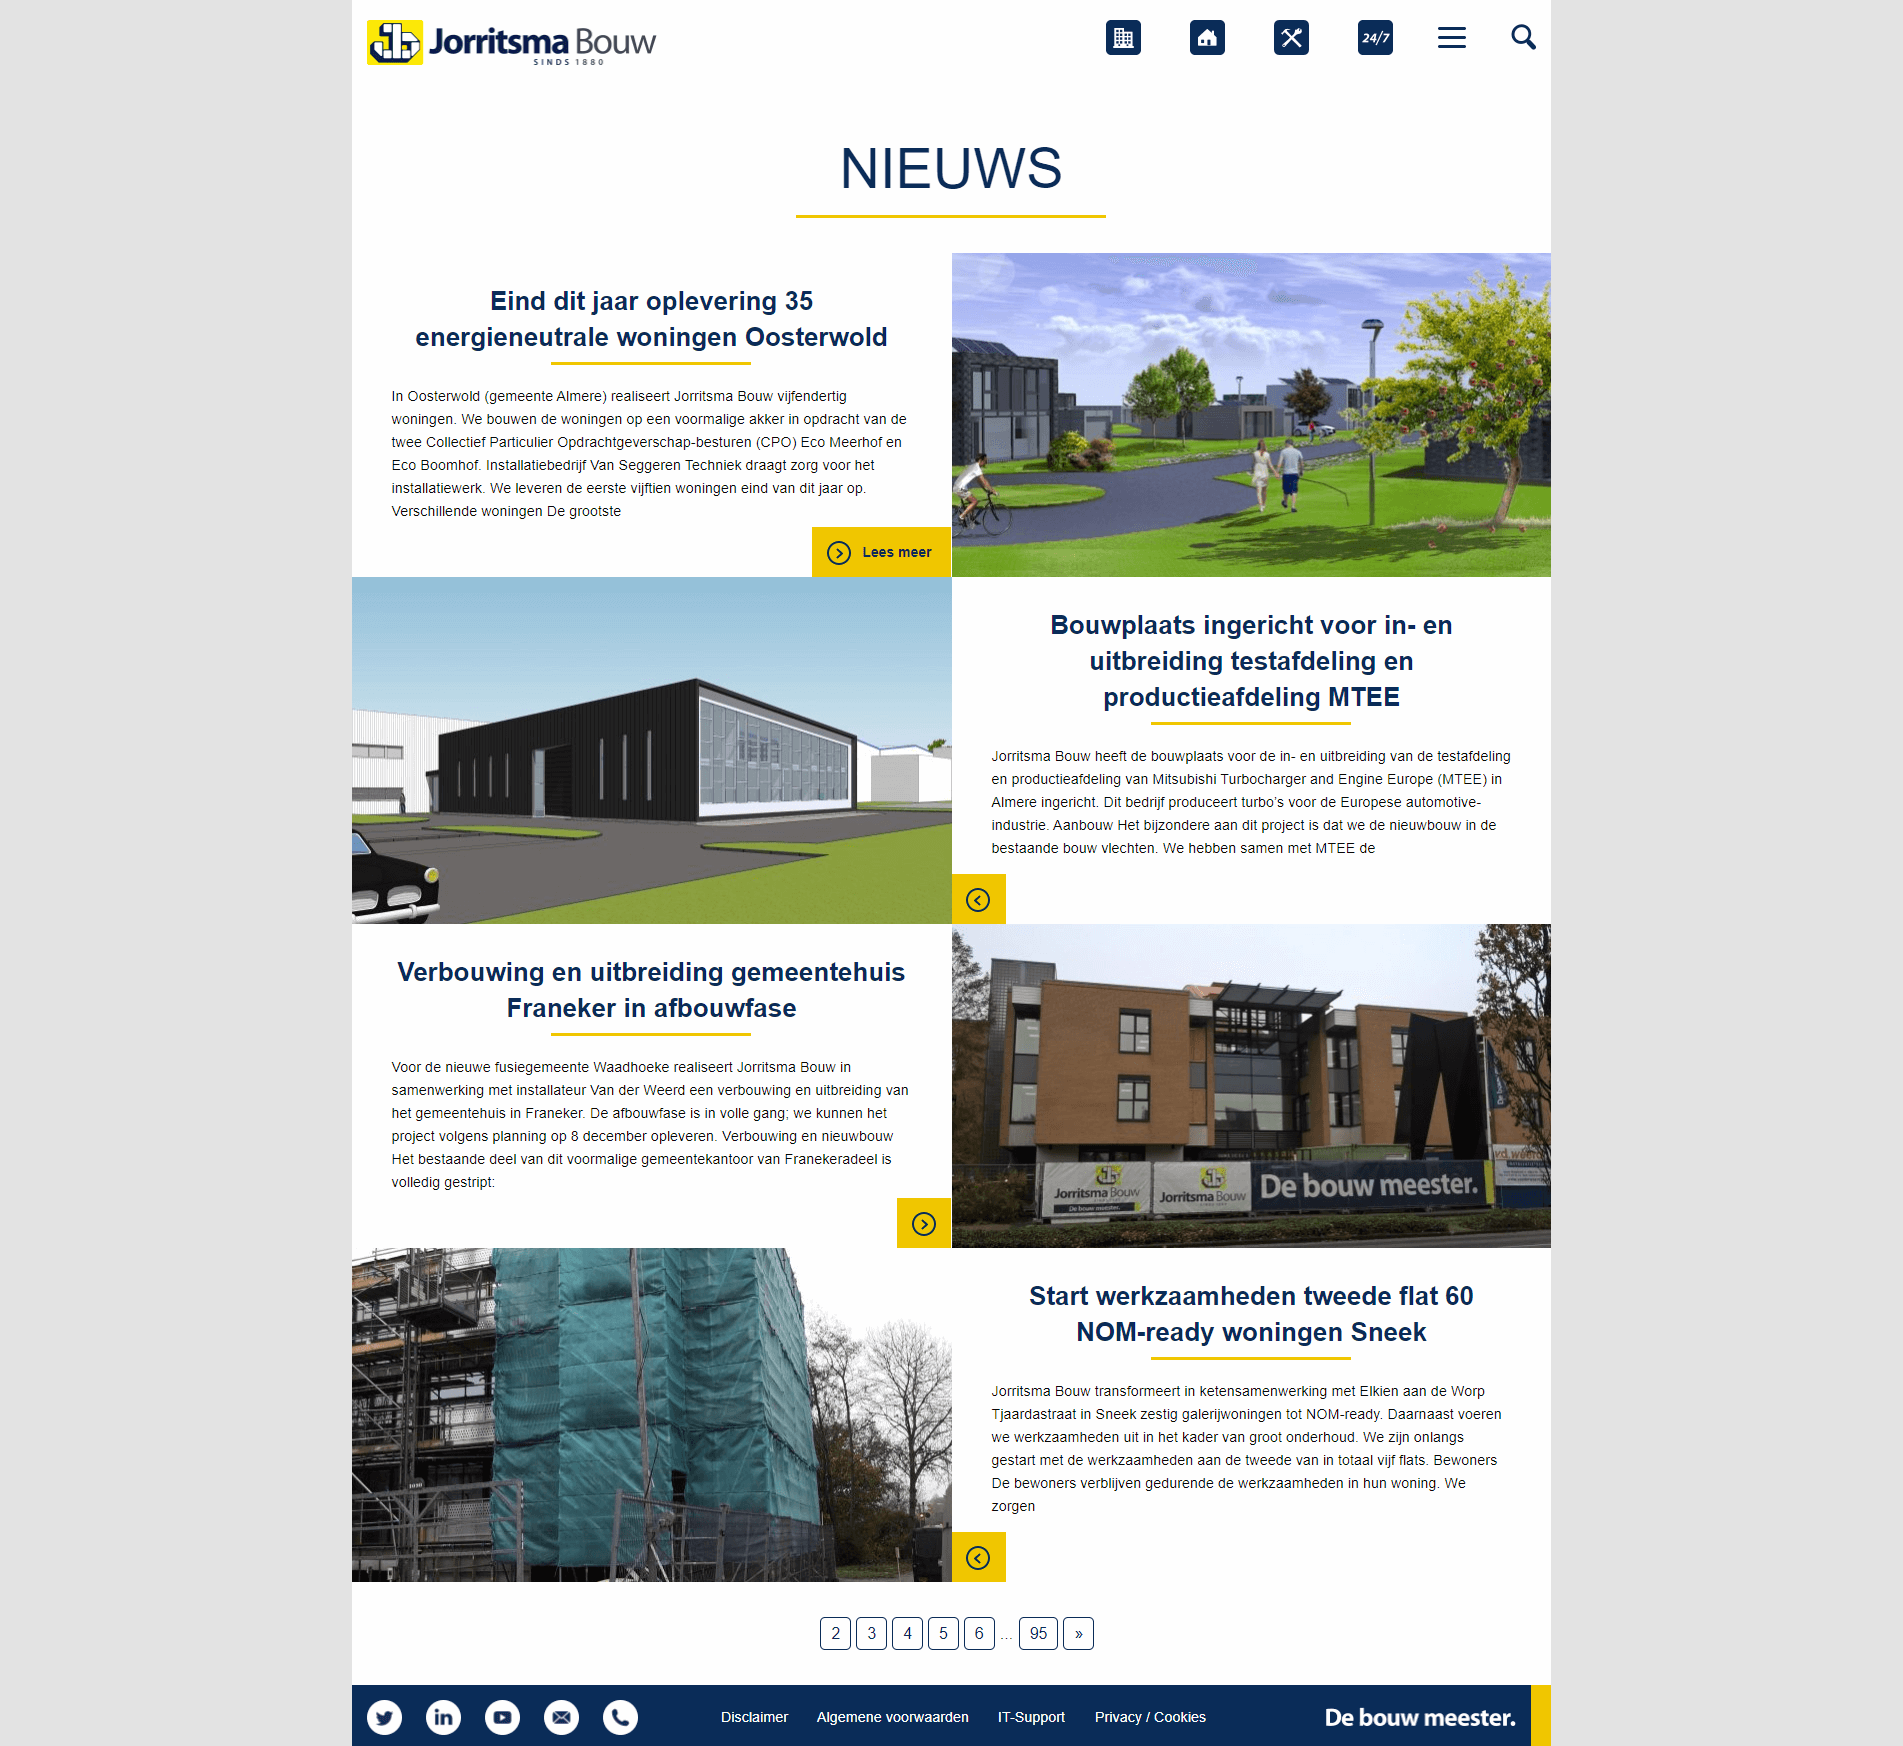 Jorritsma Bouw
SINDS 1880
24/7
NIEUWS
Eind dit jaar oplevering 35
energieneutrale woningen Oosterwold
In Oosterwold (gemeente Almere) realiseert Jorritsma Bouw vijfendertig
woningen. We bouwen de woningen op een voormalige akker in opdracht van de
twee Collectief Particulier Opdrachtgeverschap-besturen (CPO) Eco Meerhof en
Eco Boomhof. Installatiebedrijf Van Seggeren Techniek draagt zorg voor het
installatiewerk. We leveren de eerste vijftien woningen eind van dit jaar op.
Verschillende woningen De grootste
Lees meer
Bouwplaats ingericht voor in- en
uitbreiding testafdeling en
productieafdeling MTEE
Jorritsma Bouw heeft de bouwplaats voor de in- en uitbreiding van de testafdeling
en productieafdeling van Mitsubishi Turbocharger and Engine Europe (MTEE) in
Almere ingericht. Dit bedrijf produceert turbo’s voor de Europese automotive-
industrie. Aanbouw Het bijzondere aan dit project is dat we de nieuwbouw in de
bestaande bouw vlechten. We hebben samen met MTEE de
Verbouwing en uitbreiding gemeentehuis
Franeker in afbouwfase
Voor de nieuwe fusiegemeente Waadhoeke realiseert Jorritsma Bouw in
samenwerking met installateur Van der Weerd een verbouwing en uitbreiding van
het gemeentehuis in Franeker. De afbouwfase is in volle gang; we kunnen het
project volgens planning op 8 december opleveren. Verbouwing en nieuwbouw
Het bestaande deel van dit voormalige gemeentekantoor van Franekeradeel is
volledig gestript:
Jorritsma Bouw
De bouw meester.
Jorritsma Bouw
De bouw meester.
Start werkzaamheden tweede flat 60
NOM-ready woningen Sneek
Jorritsma Bouw transformeert in ketensamenwerking met Elkien aan de Worp
Tjaardastraat in Sneek zestig galerijwoningen tot NOM-ready. Daarnaast voeren
we werkzaamheden uit in het kader van groot onderhoud. We zijn onlangs
gestart met de werkzaamheden aan de tweede van in totaal vijf flats. Bewoners
De bewoners verblijven gedurende de werkzaamheden in hun woning. We
zorgen
2 3 4 5 6 ... 95 »
Disclaimer Algemene voorwaarden IT-Support Privacy / Cookies
De bouw meester.